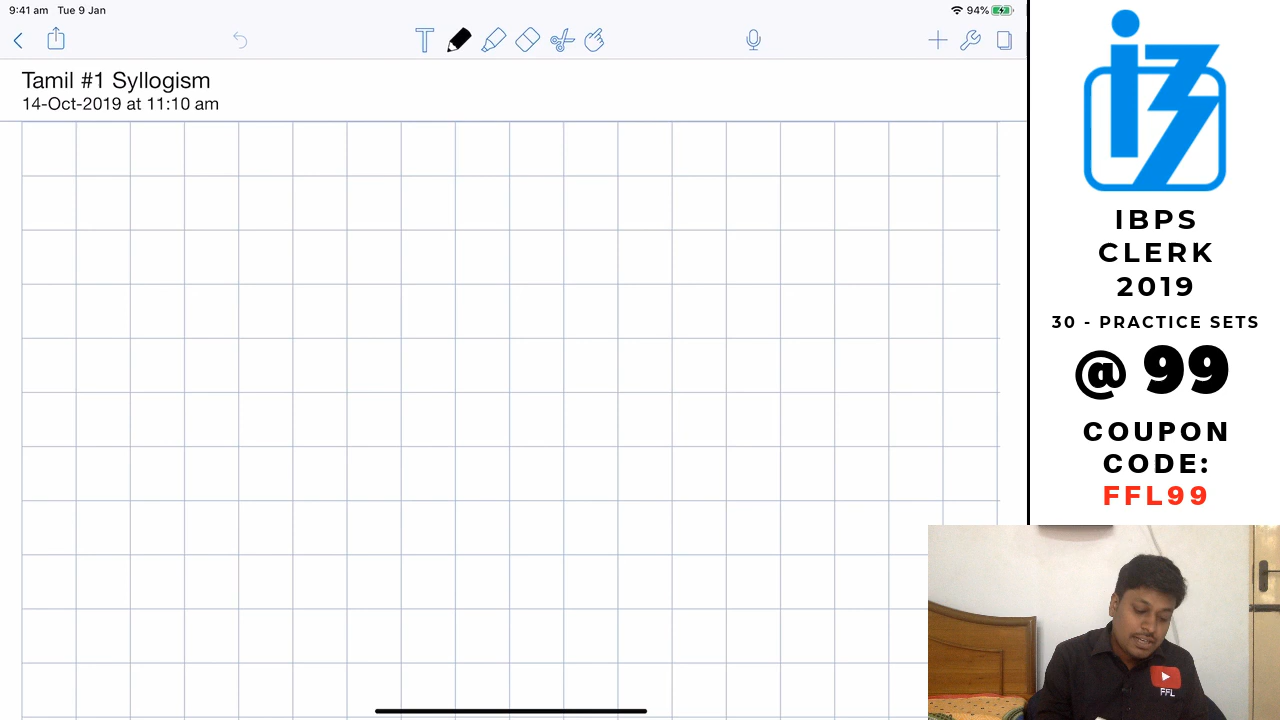 9:41 am Tue 9 Jan
94%
T
Tamil #1 Syllogism
14-Oct-2019 at 11:10 am
IBPS
CLERK
2019
30 - PRACTICE SETS
@ 99
COUPON
CODE:
FFL99
FFL